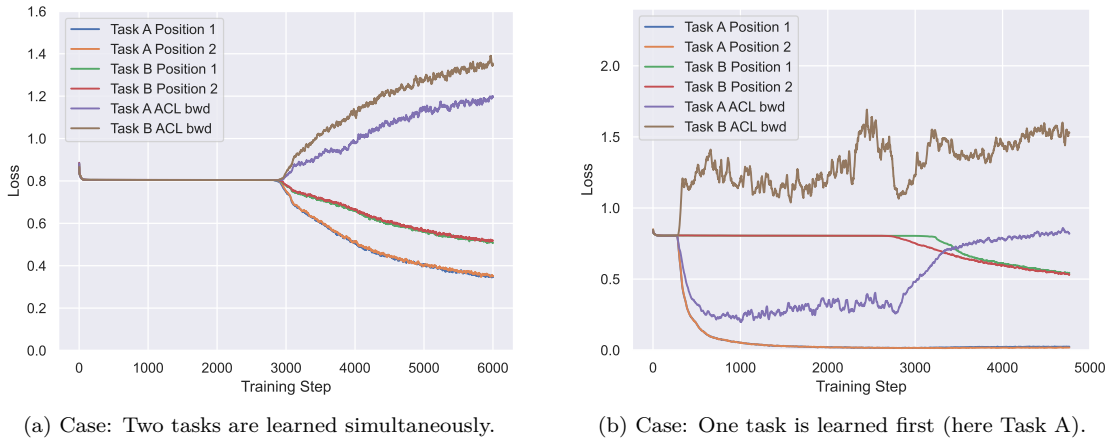 1.6
1.4
1.2
1.0
0.8
0.6
0.4
0.2
0.0
Loss
Task A Position 1
Task A Position 2
Task B Position 1
Task B Position 2
Task A ACL bwd
Task B ACL bwd
0 1000 2000 3000 4000 5000 6000
Training Step
(a) Case: Two tasks are learned simultaneously.
2.0
1.5
1.0
0.5
0.0
Loss
Task A Position 1
Task A Position 2
Task B Position 1
Task B Position 2
Task A ACL bwd
Task B ACL bwd
0 1000 2000 3000 4000 5000
Training Step
(b) Case: One task is learned first (here Task A).